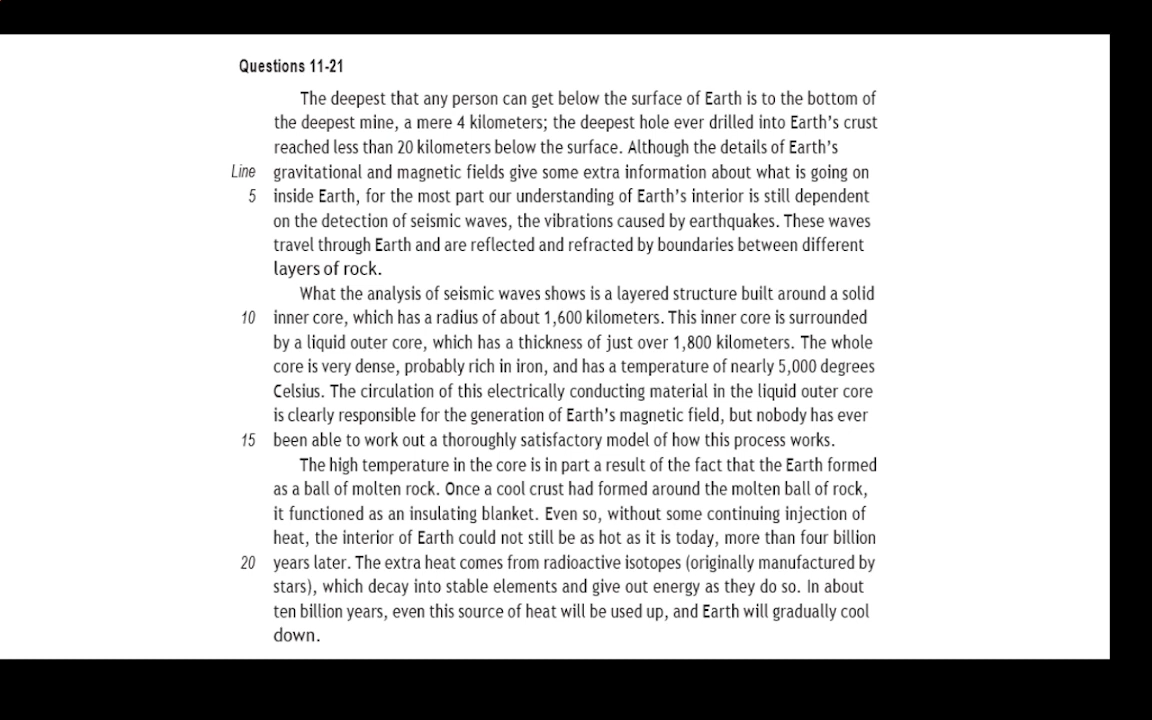 Questions 11-21
The deepest that any person can get below the surface of Earth is to the bottom of
the deepest mine, a mere 4 kilometers; the deepest hole ever drilled into Earth's crust
reached less than 20 kilometers below the surface. Although the details of Earth's
Line gravitational and magnetic fields give some extra information about what is going on
5 inside Earth, for the most part our understanding of Earth's interior is still dependent
on the detection of seismic waves, the vibrations caused by earthquakes. These waves
travel through Earth and are reflected and refracted by boundaries between different
layers of rock.
What the analysis of seismic waves shows is a layered structure built around a solid
10 inner core, which has a radius of about 1,600 kilometers. This inner core is surrounded
by a liquid outer core, which has a thickness of just over 1,800 kilometers. The whole
core is very dense, probably rich in iron, and has a temperature of nearly 5,000 degrees
Celsius. The circulation of this electrically conducting material in the liquid outer core
is clearly responsible for the generation of Earth's magnetic field, but nobody has ever
15 been able to work out a thoroughly satisfactory model of how this process works.
The high temperature in the core is in part a result of the fact that the Earth formed
as a ball of molten rock. Once a cool crust had formed around the molten ball of rock,
it functioned as an insulating blanket. Even so, without some continuing injection of
heat, the interior of Earth could not still be as hot as it is today, more than four billion
20 years later. The extra heat comes from radioactive isotopes (originally manufactured by
stars), which decay into stable elements and give out energy as they do so. In about
ten billion years, even this source of heat will be used up, and Earth will gradually cool
down.